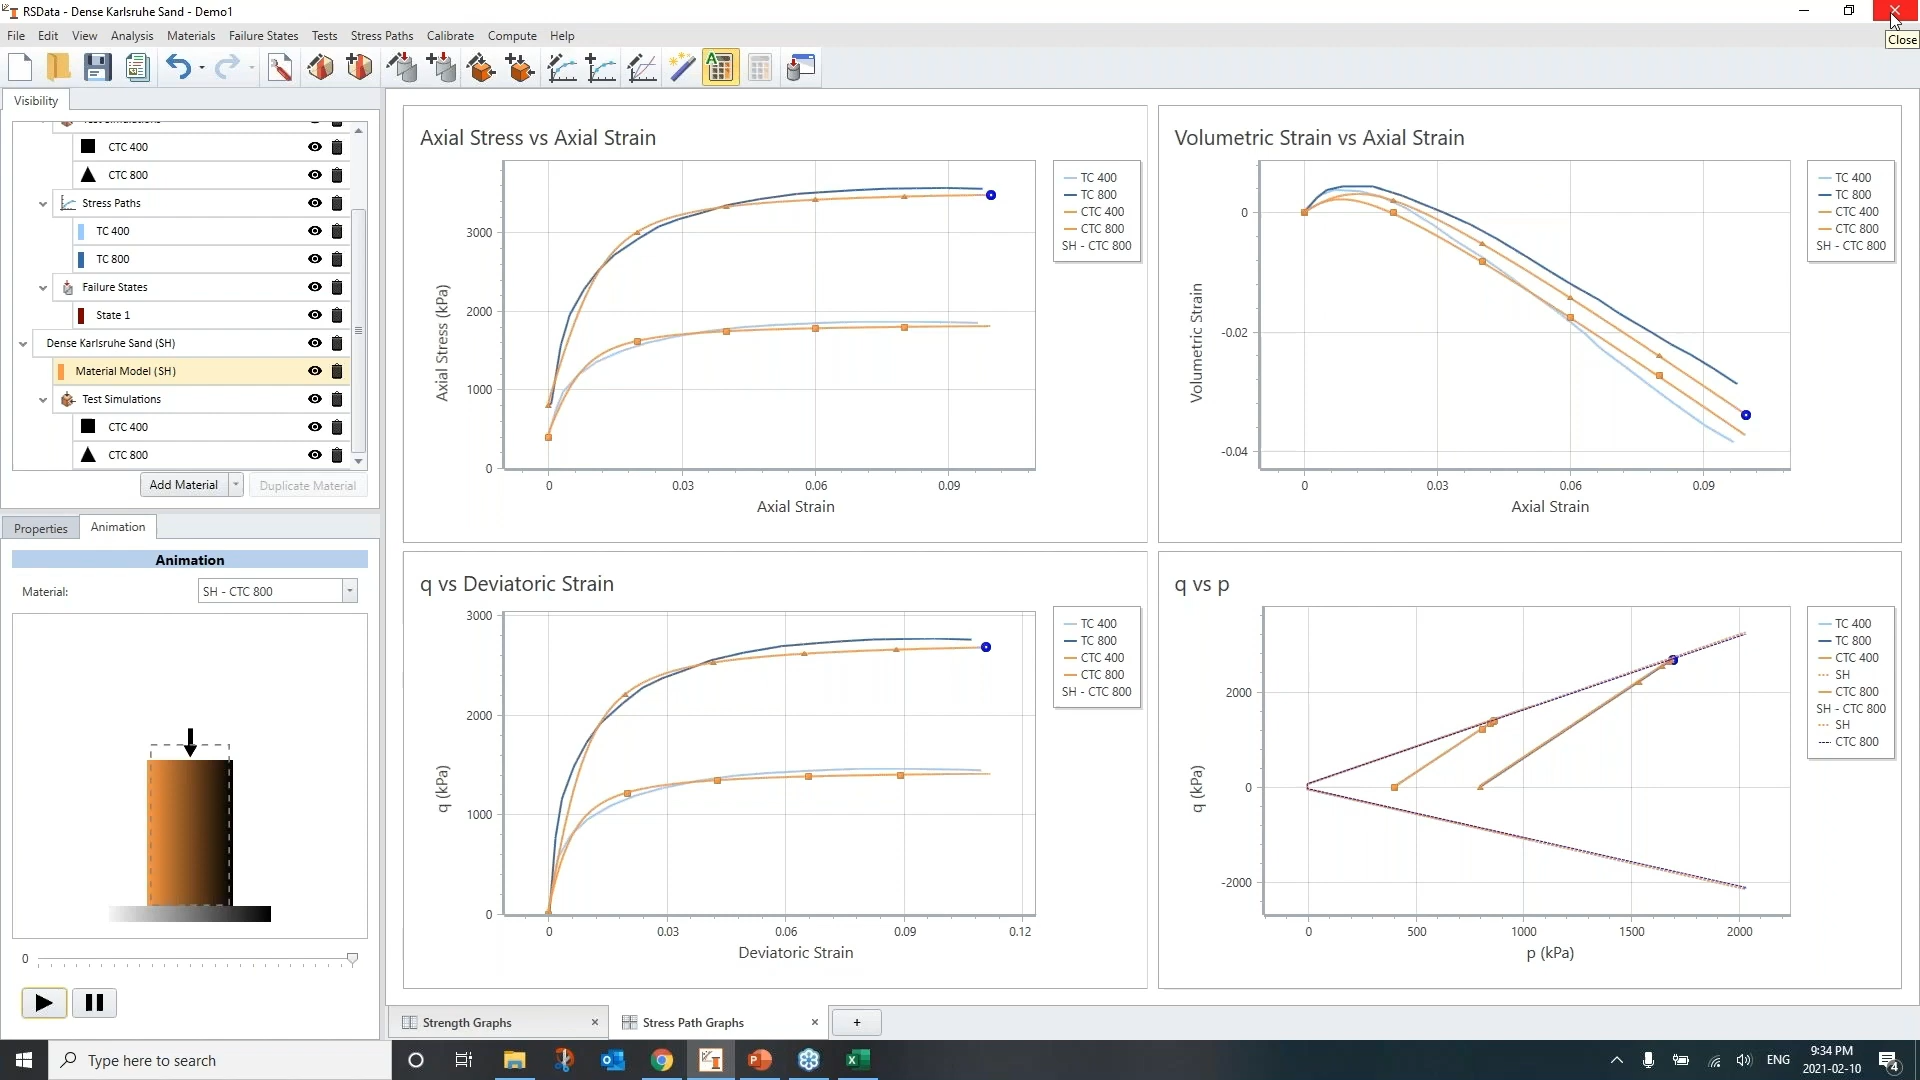 RSData - Dense Karlsruhe Sand - Demo1
Close
File Edit View Analysis Materials Failure States Tests Stress Paths Calibrate Compute Help
Visibility
Test Simulations
CTC 400
CTC 800
Stress Paths
TC 400
TC 800
Failure States
State 1
Dense Karlsruhe Sand (SH)
Material Model (SH)
Test Simulations
CTC 400
CTC 800
Add Material Duplicate Material
Properties Animation
Animation
Material: SH - CTC 800
0
Axial Stress vs Axial Strain
Axial Stress (kPa)
3000
2000
1000
0
0 0.03 0.06 0.09
Axial Strain
TC 400
TC 800
CTC 400
CTC 800
SH - CTC 800
Volumetric Strain vs Axial Strain
Volumetric Strain
0
-0.02
-0.04
0 0.03 0.06 0.09
Axial Strain
TC 400
TC 800
CTC 400
CTC 800
SH - CTC 800
q vs Deviatoric Strain
q (kPa)
3000
2000
1000
0
0 0.03 0.06 0.09 0.12
Deviatoric Strain
TC 400
TC 800
CTC 400
CTC 800
SH - CTC 800
q vs p
q (kPa)
2000
0
-2000
0 500 1000 1500 2000
p (kPa)
TC 400
TC 800
CTC 400
SH
CTC 800
SH - CTC 800
SH
CTC 800
Strength Graphs × Stress Path Graphs × +
Type here to search
ENG
9:34 PM
2021-02-10
4